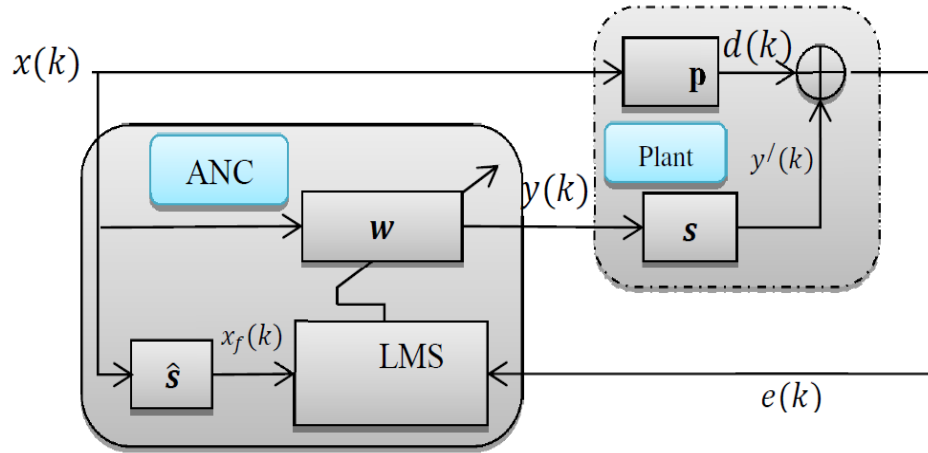 x(k)
p
d(k)
ANC
Plant
y/(k)
w
y(k)
s
x_f(k)
LMS
ŝ
e(k)